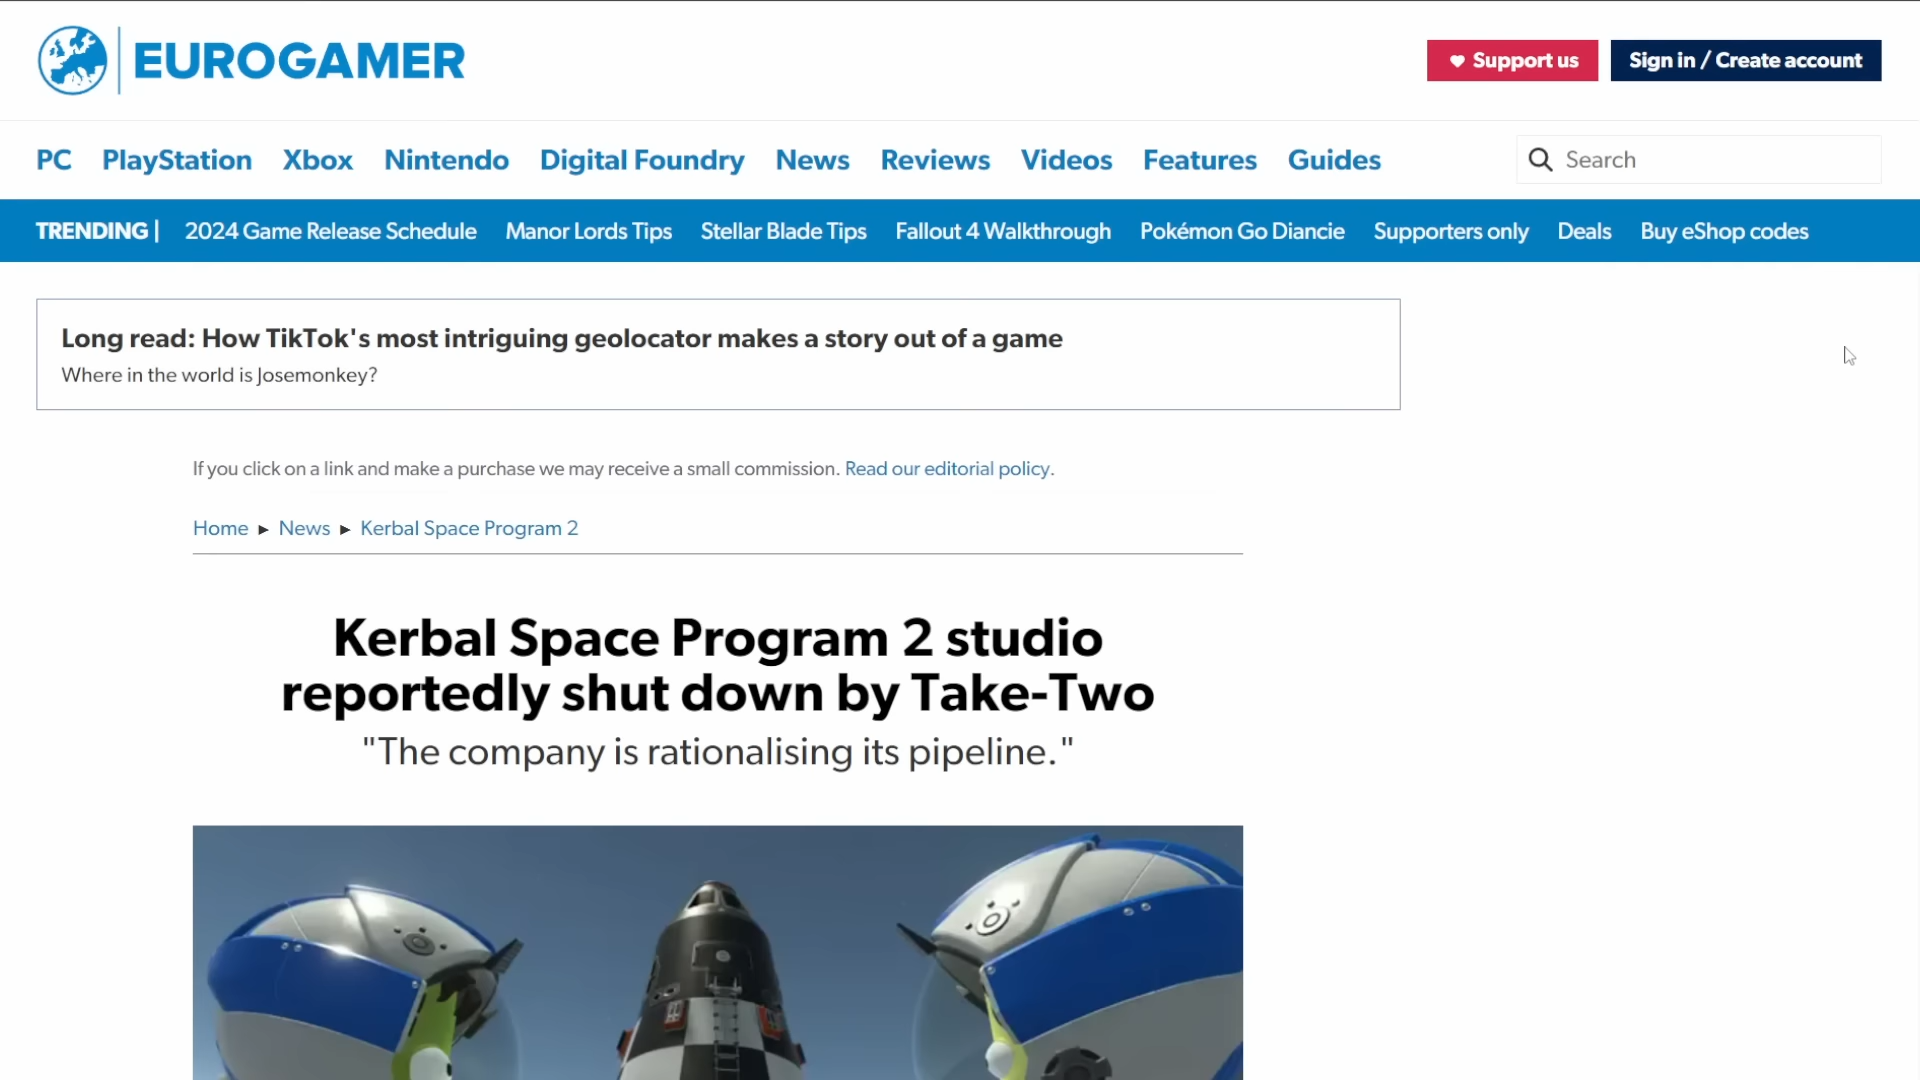 EUROGAMER
Support us
Sign in / Create account
PC PlayStation Xbox Nintendo Digital Foundry News Reviews Videos Features Guides
Search
TRENDING | 2024 Game Release Schedule Manor Lords Tips Stellar Blade Tips Fallout 4 Walkthrough Pokémon Go Diancie Supporters only Deals Buy eShop codes
Long read: How TikTok's most intriguing geolocator makes a story out of a game
Where in the world is Josemonkey?
If you click on a link and make a purchase we may receive a small commission. Read our editorial policy.
Home ► News ► Kerbal Space Program 2
Kerbal Space Program 2 studio
reportedly shut down by Take-Two
"The company is rationalising its pipeline."